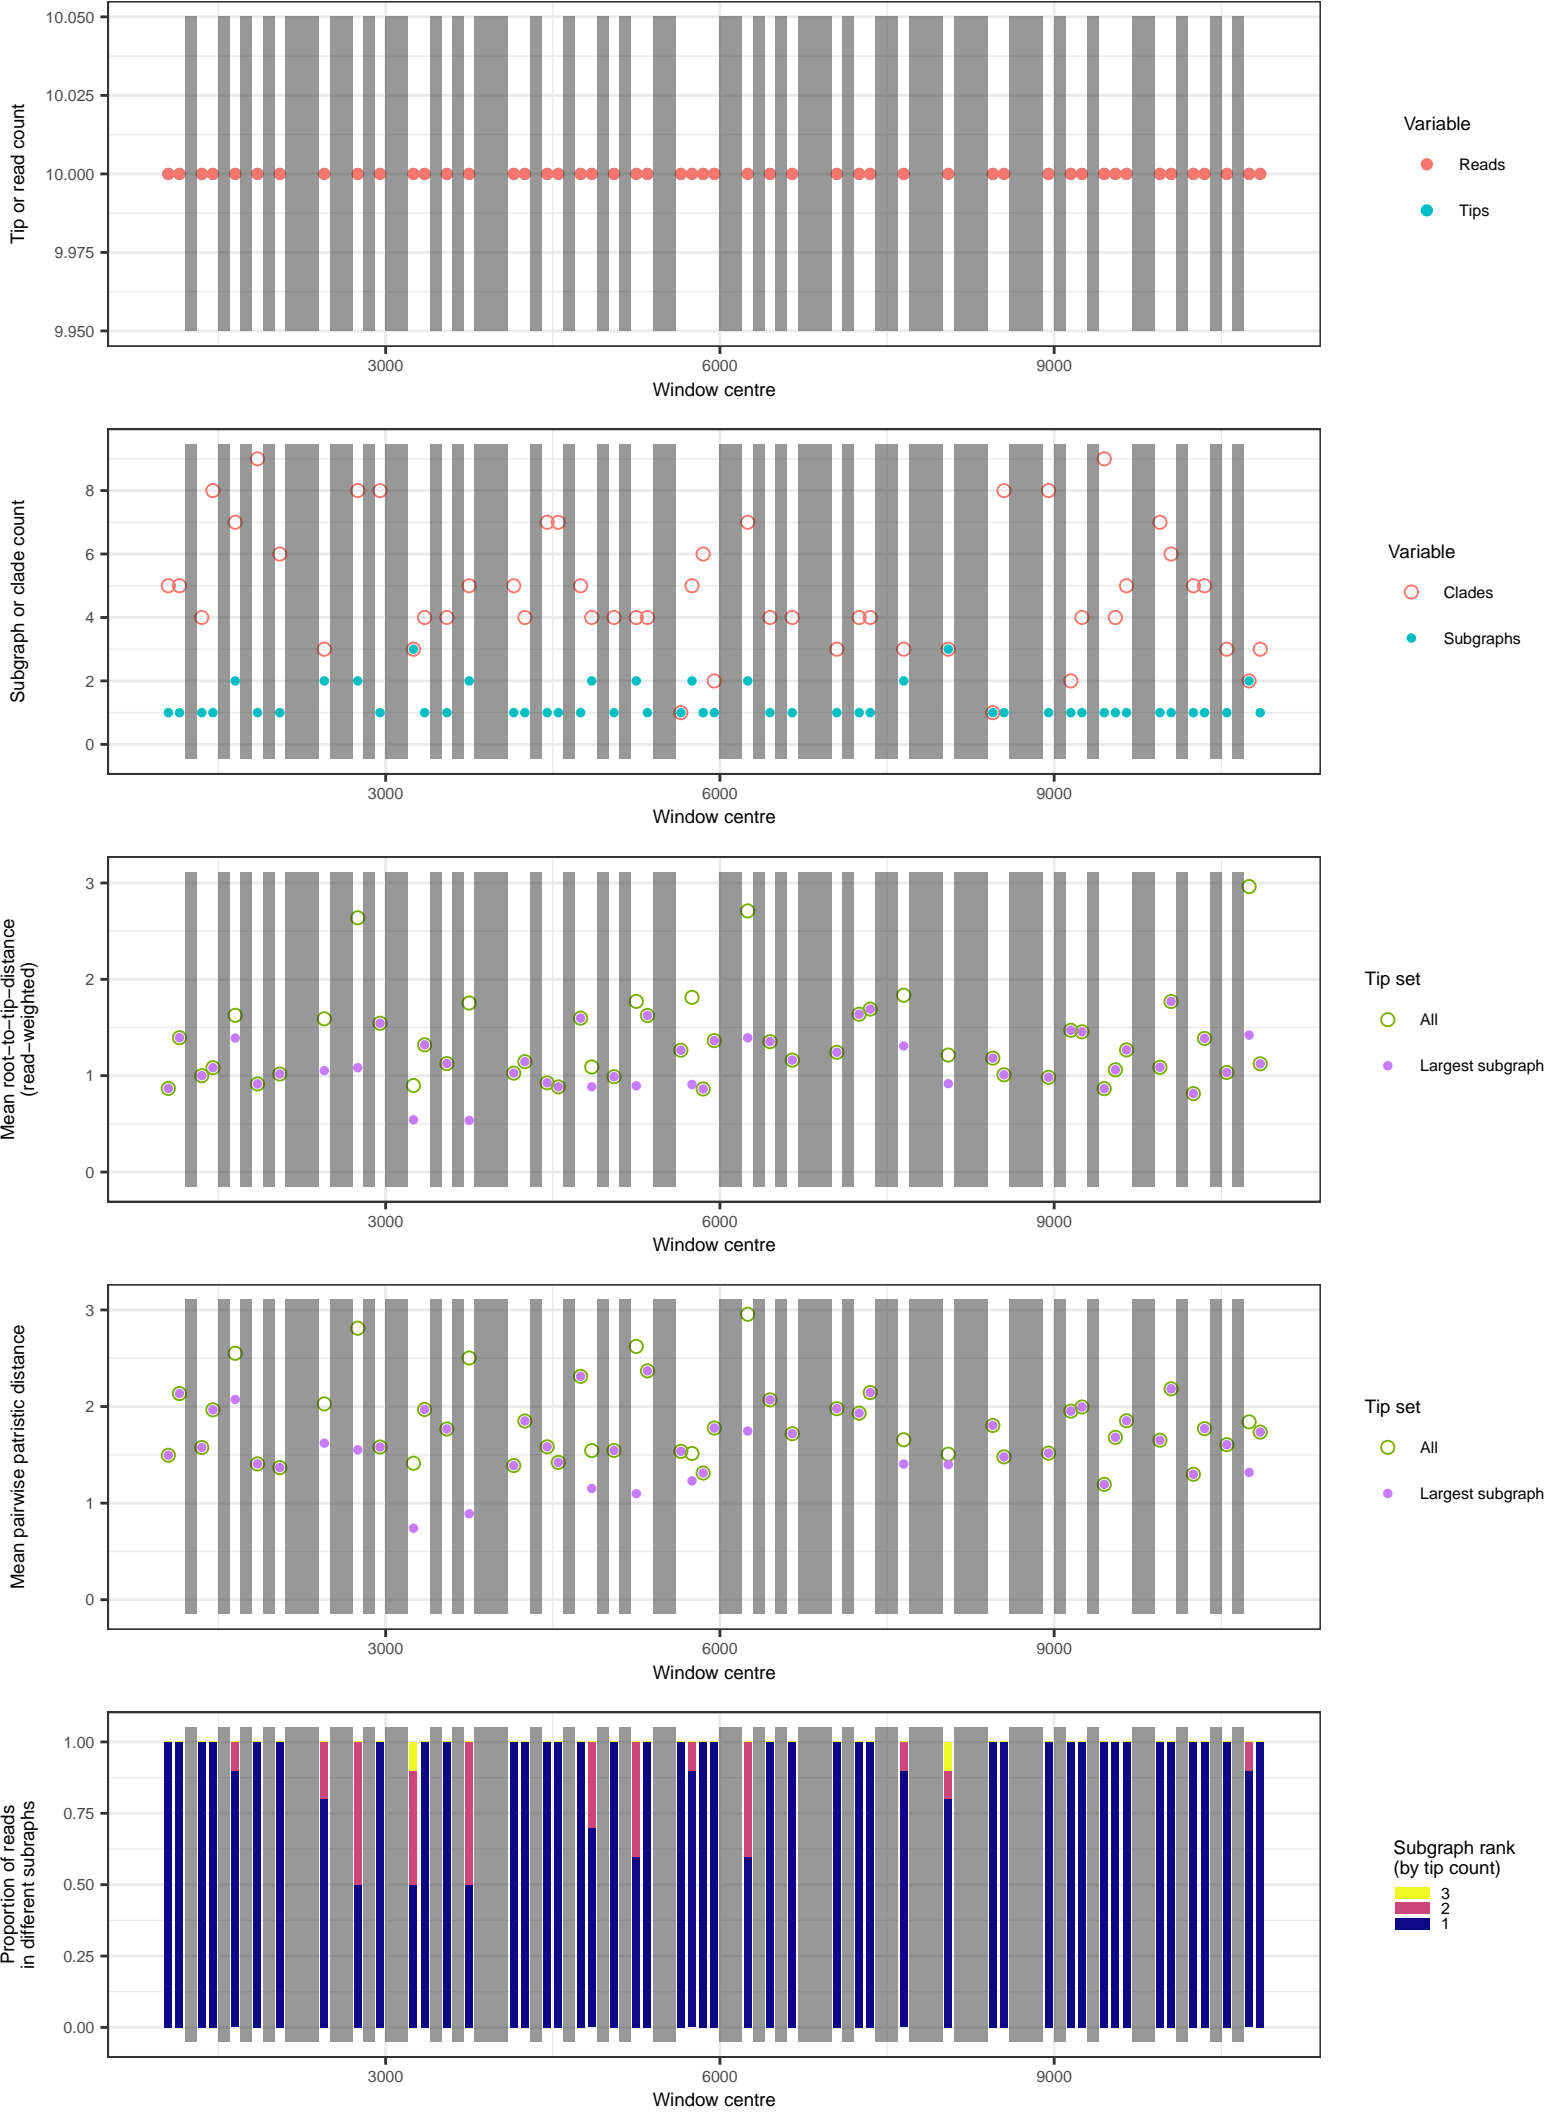 10.050
10.025
10.000
9.975
9.950
Tip or read count
3000
6000
9000
Window centre
Variable
Reads
Tips
8
6
4
2
0
Subgraph or clade count
3000
6000
9000
Window centre
Variable
Clades
Subgraphs
3
2
1
0
Mean root−to−tip−distance
(read−weighted)
3000
6000
9000
Window centre
Tip set
All
Largest subgraph
3
2
1
0
Mean pairwise patristic distance
3000
6000
9000
Window centre
Tip set
All
Largest subgraph
1.00
0.75
0.50
0.25
0.00
Proportion of reads
in different subraphs
3000
6000
9000
Window centre
Subgraph rank
(by tip count)
3
2
1